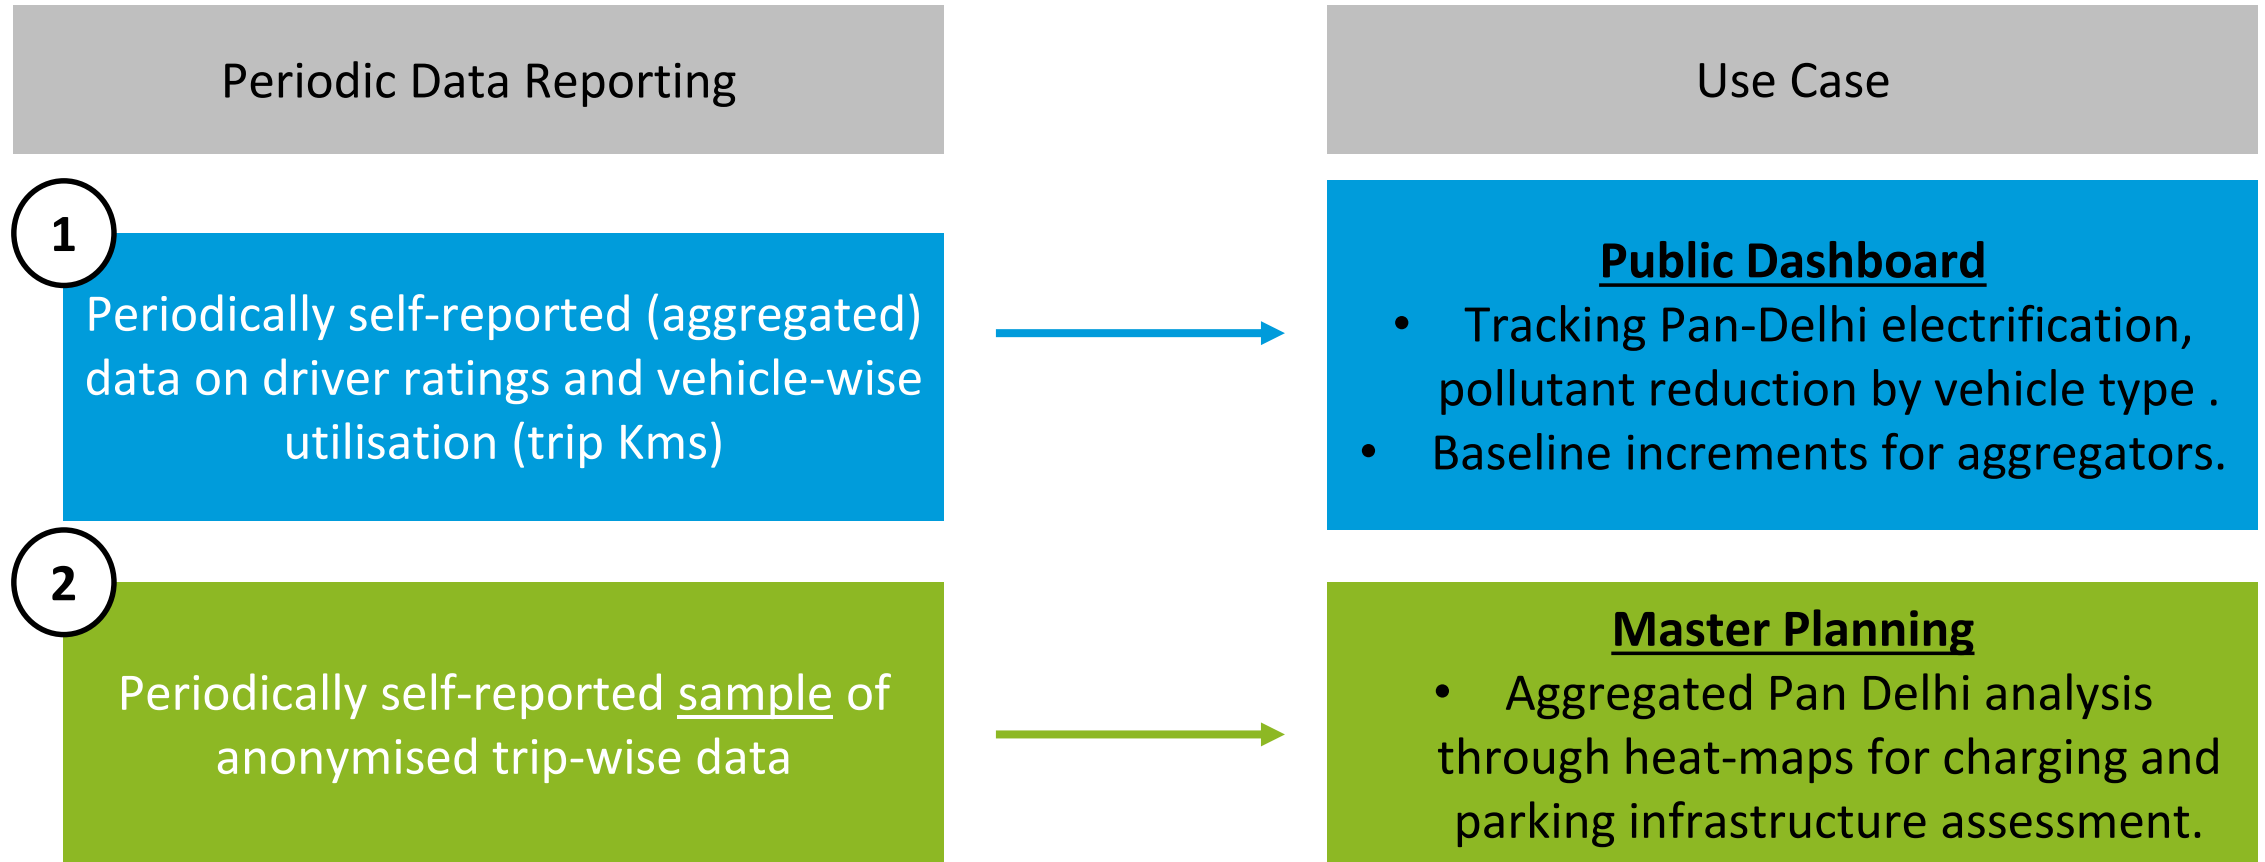 Periodic Data Reporting
Use Case
1
Periodically self-reported (aggregated)
data on driver ratings and vehicle-wise
utilisation (trip Kms)
Public Dashboard
• Tracking Pan-Delhi electrification,
pollutant reduction by vehicle type .
• Baseline increments for aggregators.
2
Periodically self-reported sample of
anonymised trip-wise data
Master Planning
• Aggregated Pan Delhi analysis
through heat-maps for charging and
parking infrastructure assessment.